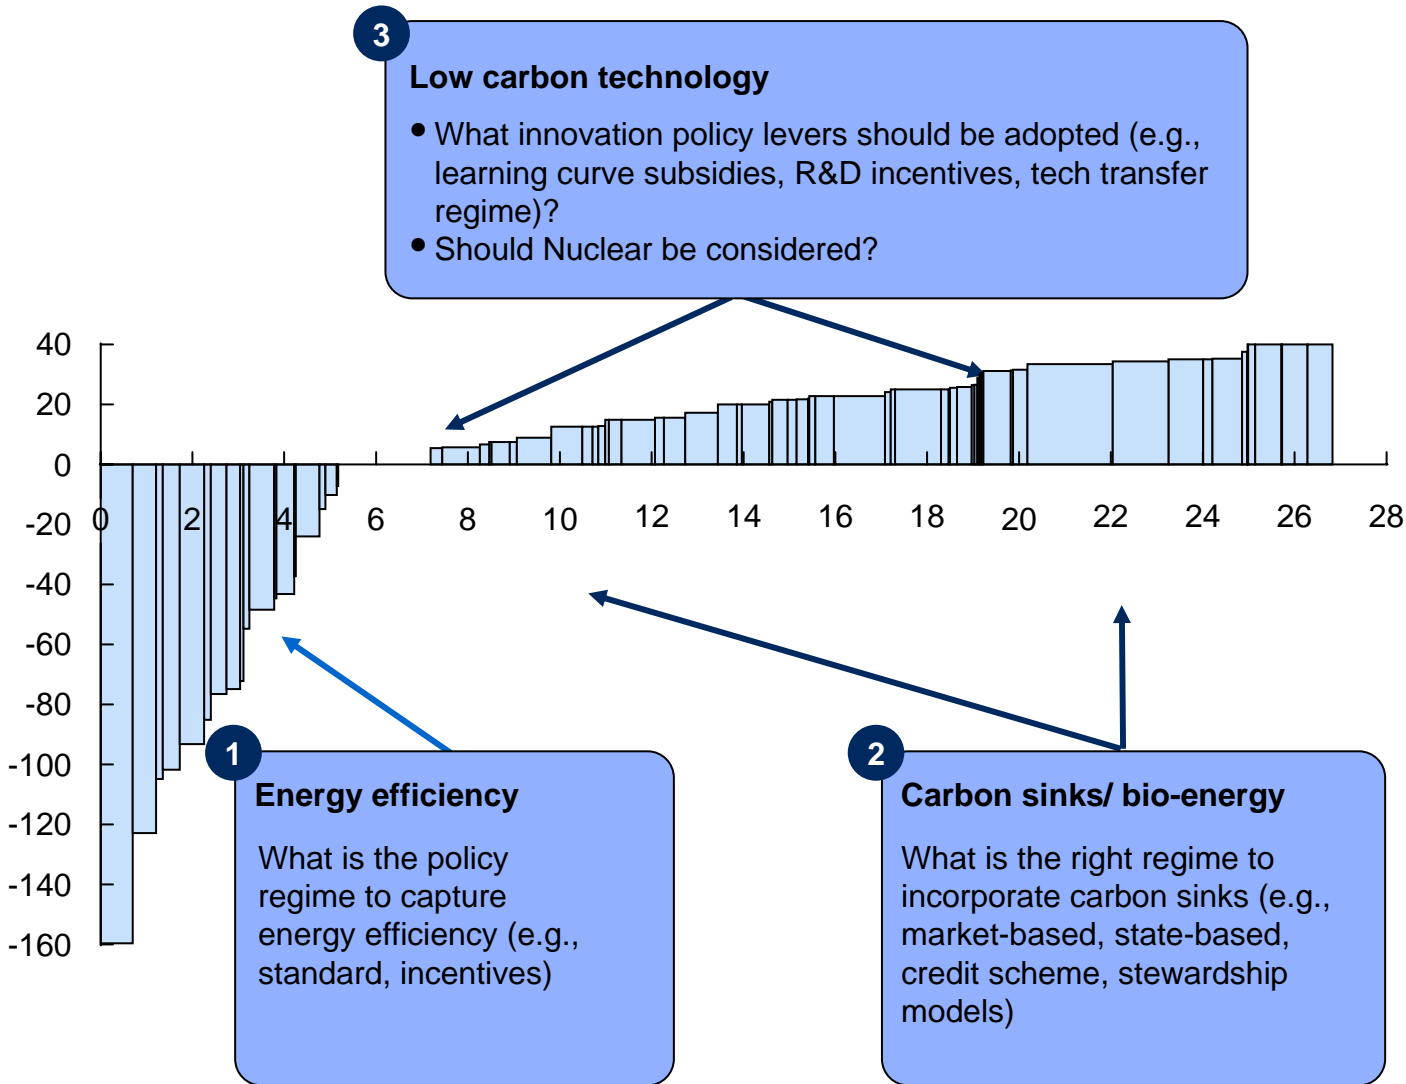 3
Low carbon technology
• What innovation policy levers should be adopted (e.g.,
learning curve subsidies, R&D incentives, tech transfer
regime)?
• Should Nuclear be considered?
40
20
0
-20
-40
-60
-80
-100
-120
-140
-160
0 2 4 6 8 10 12 14 16 18 20 22 24 26 28
1
Energy efficiency
What is the policy
regime to capture
energy efficiency (e.g.,
standard, incentives)
2
Carbon sinks/ bio-energy
What is the right regime to
incorporate carbon sinks (e.g.,
market-based, state-based,
credit scheme, stewardship
models)